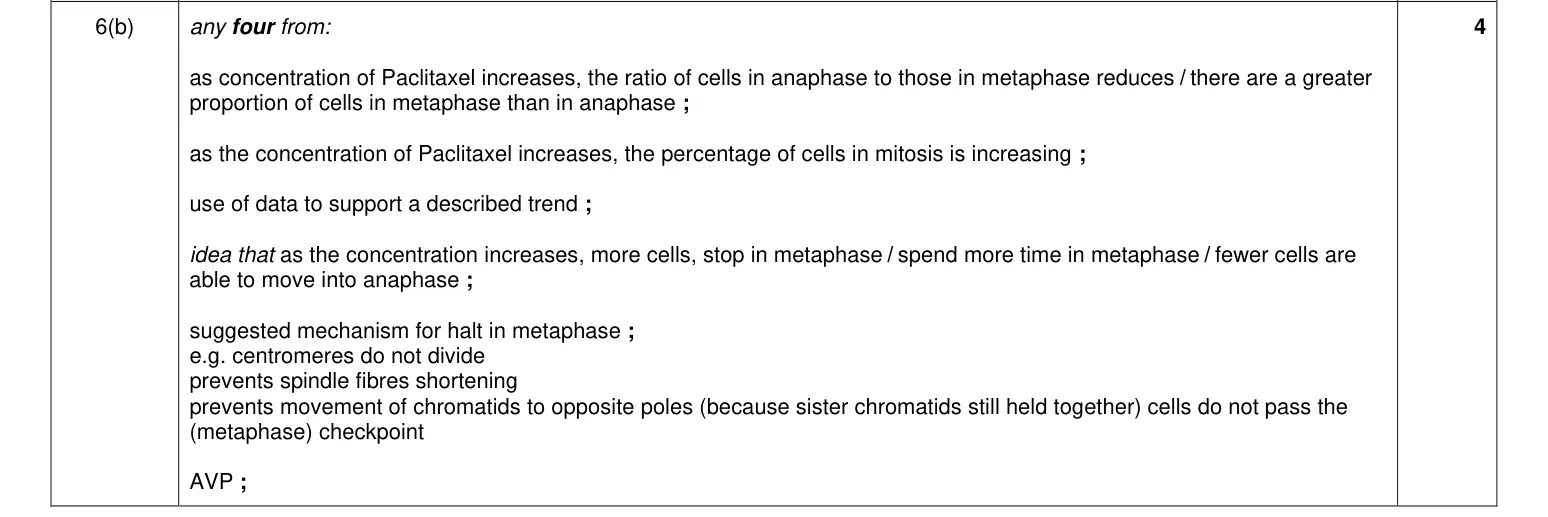 6(b)
any four from:
4
as concentration of Paclitaxel increases, the ratio of cells in anaphase to those in metaphase reduces / there are a greater
proportion of cells in metaphase than in anaphase ;
as the concentration of Paclitaxel increases, the percentage of cells in mitosis is increasing ;
use of data to support a described trend ;
idea that as the concentration increases, more cells, stop in metaphase / spend more time in metaphase / fewer cells are
able to move into anaphase ;
suggested mechanism for halt in metaphase ;
e.g. centromeres do not divide
prevents spindle fibres shortening
prevents movement of chromatids to opposite poles (because sister chromatids still held together) cells do not pass the
(metaphase) checkpoint
AVP ;